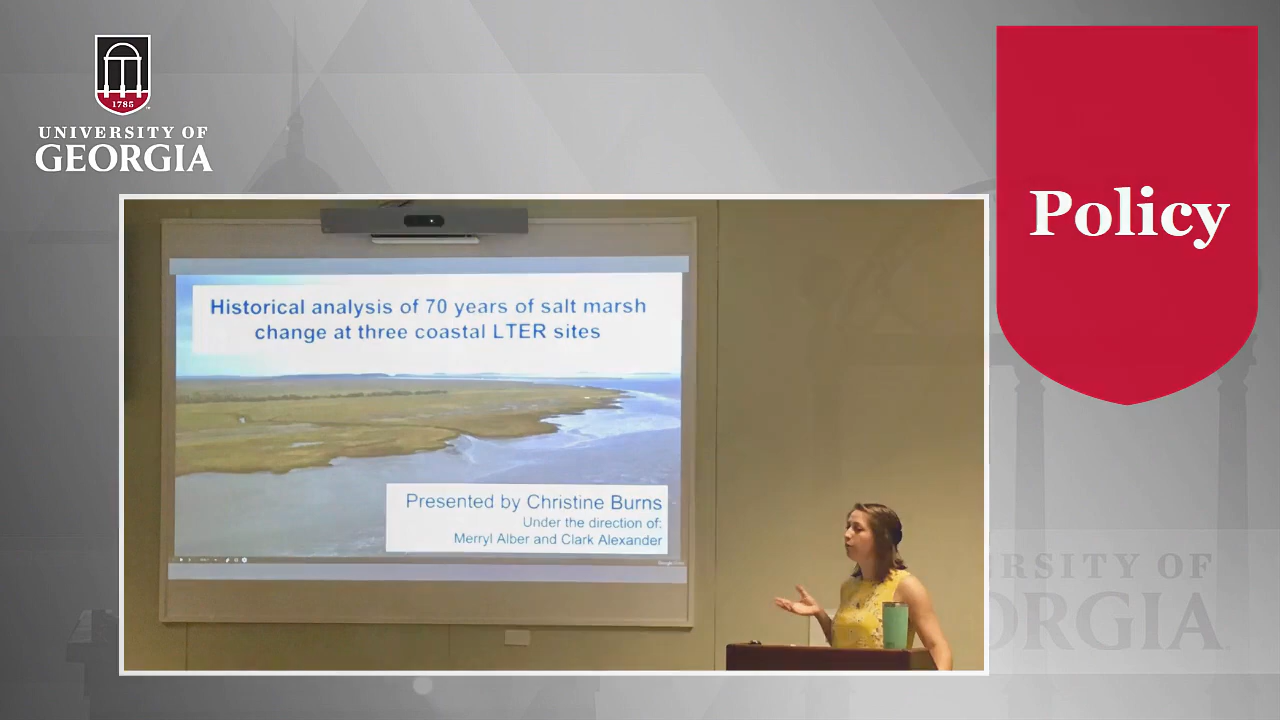 1785
UNIVERSITY OF
GEORGIA
Policy
Historical analysis of 70 years of salt marsh
change at three coastal LTER sites
Presented by Christine Burns
Under the direction of:
Merryl Alber and Clark Alexander
RSITY OF
ORGIA